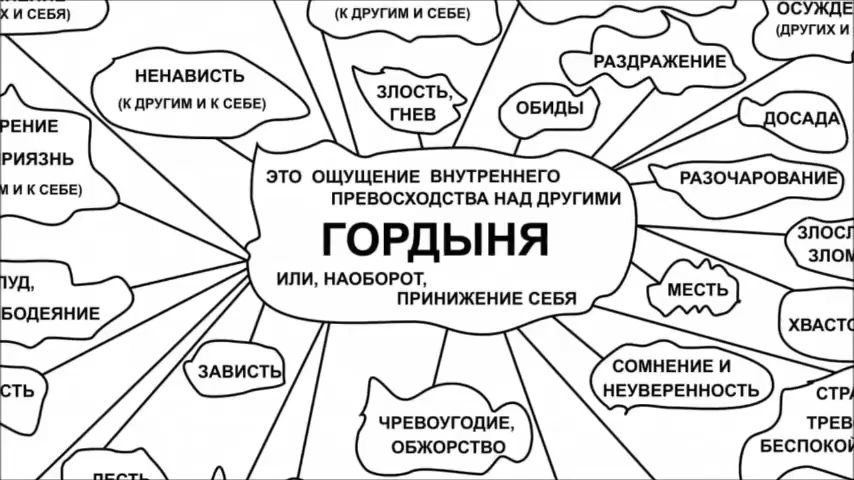 Х И СЕБЯ)
(К ДРУГИМ И СЕБЕ)
ОСУЖДЕ
(ДРУГИХ И
НЕНАВИСТЬ
(К ДРУГИМ И К СЕБЕ)
ЗЛОСТЬ,
ГНЕВ
ОБИДЫ
РАЗДРАЖЕНИЕ
ДОСАДА
РЕНИЕ
РИЯЗНЬ
М И К СЕБЕ)
РАЗОЧАРОВАНИЕ
ЭТО ОЩУЩЕНИЕ ВНУТРЕННЕГО
ПРЕВОСХОДСТВА НАД ДРУГИМИ
ГОРДЫНЯ
ИЛИ, НАОБОРОТ,
ПРИНИЖЕНИЕ СЕБЯ
ЗЛОСЛ
ЗЛОМ
МЕСТЬ
ХВАСТО
ЛУД,
БОДЕЯНИЕ
ЗАВИСТЬ
СОМНЕНИЕ И
НЕУВЕРЕННОСТЬ
СТЬ
ЧРЕВОУГОДИЕ,
ОБЖОРСТВО
СТРА
ТРЕВ
БЕСПОКОЙ
ЛЕСТЬ